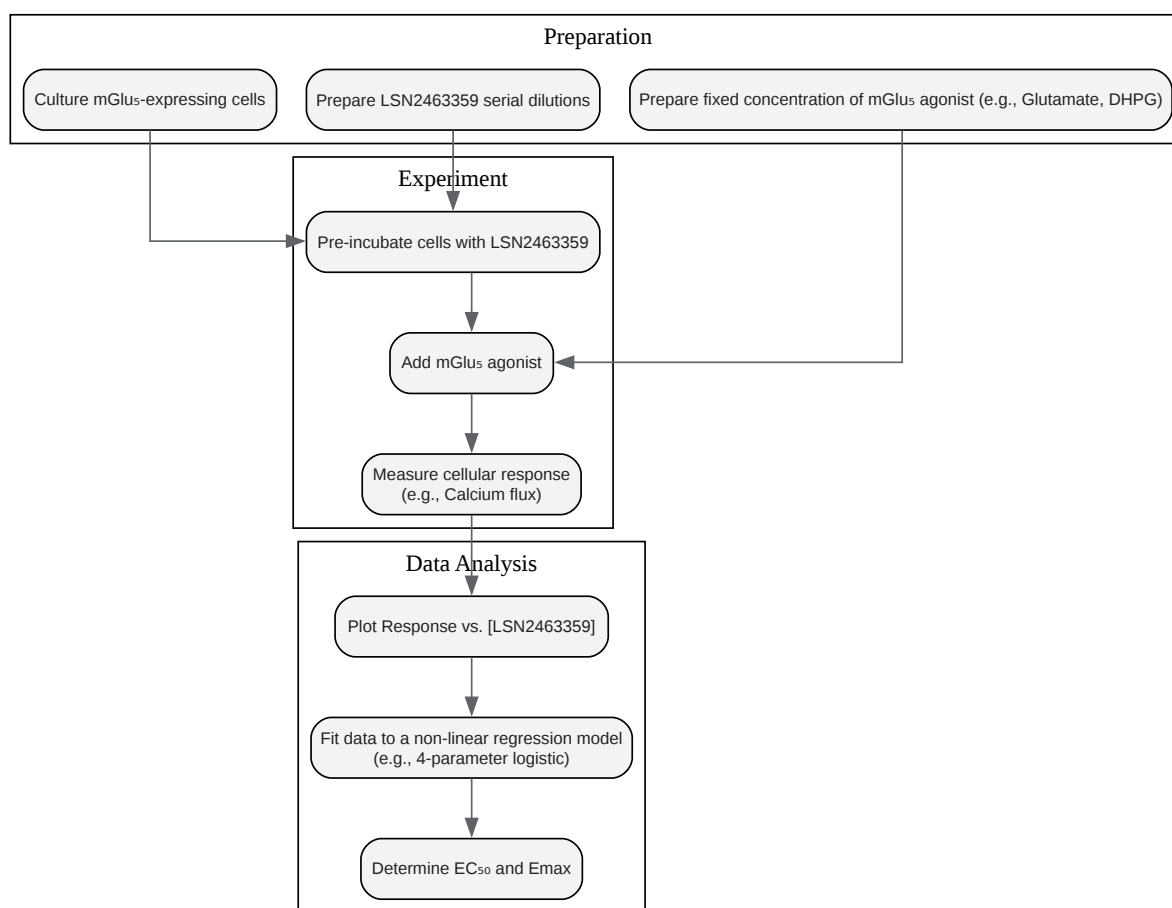 Preparation
Culture mGlu₅-expressing cells
Prepare LSN2463359 serial dilutions
Prepare fixed concentration of mGlu₅ agonist (e.g., Glutamate, DHPG)
Experiment
Pre-incubate cells with LSN2463359
Add mGlu₅ agonist
Measure cellular response
(e.g., Calcium flux)
Data Analysis
Plot Response vs. [LSN2463359]
Fit data to a non-linear regression model
(e.g., 4-parameter logistic)
Determine EC₅₀ and Emax